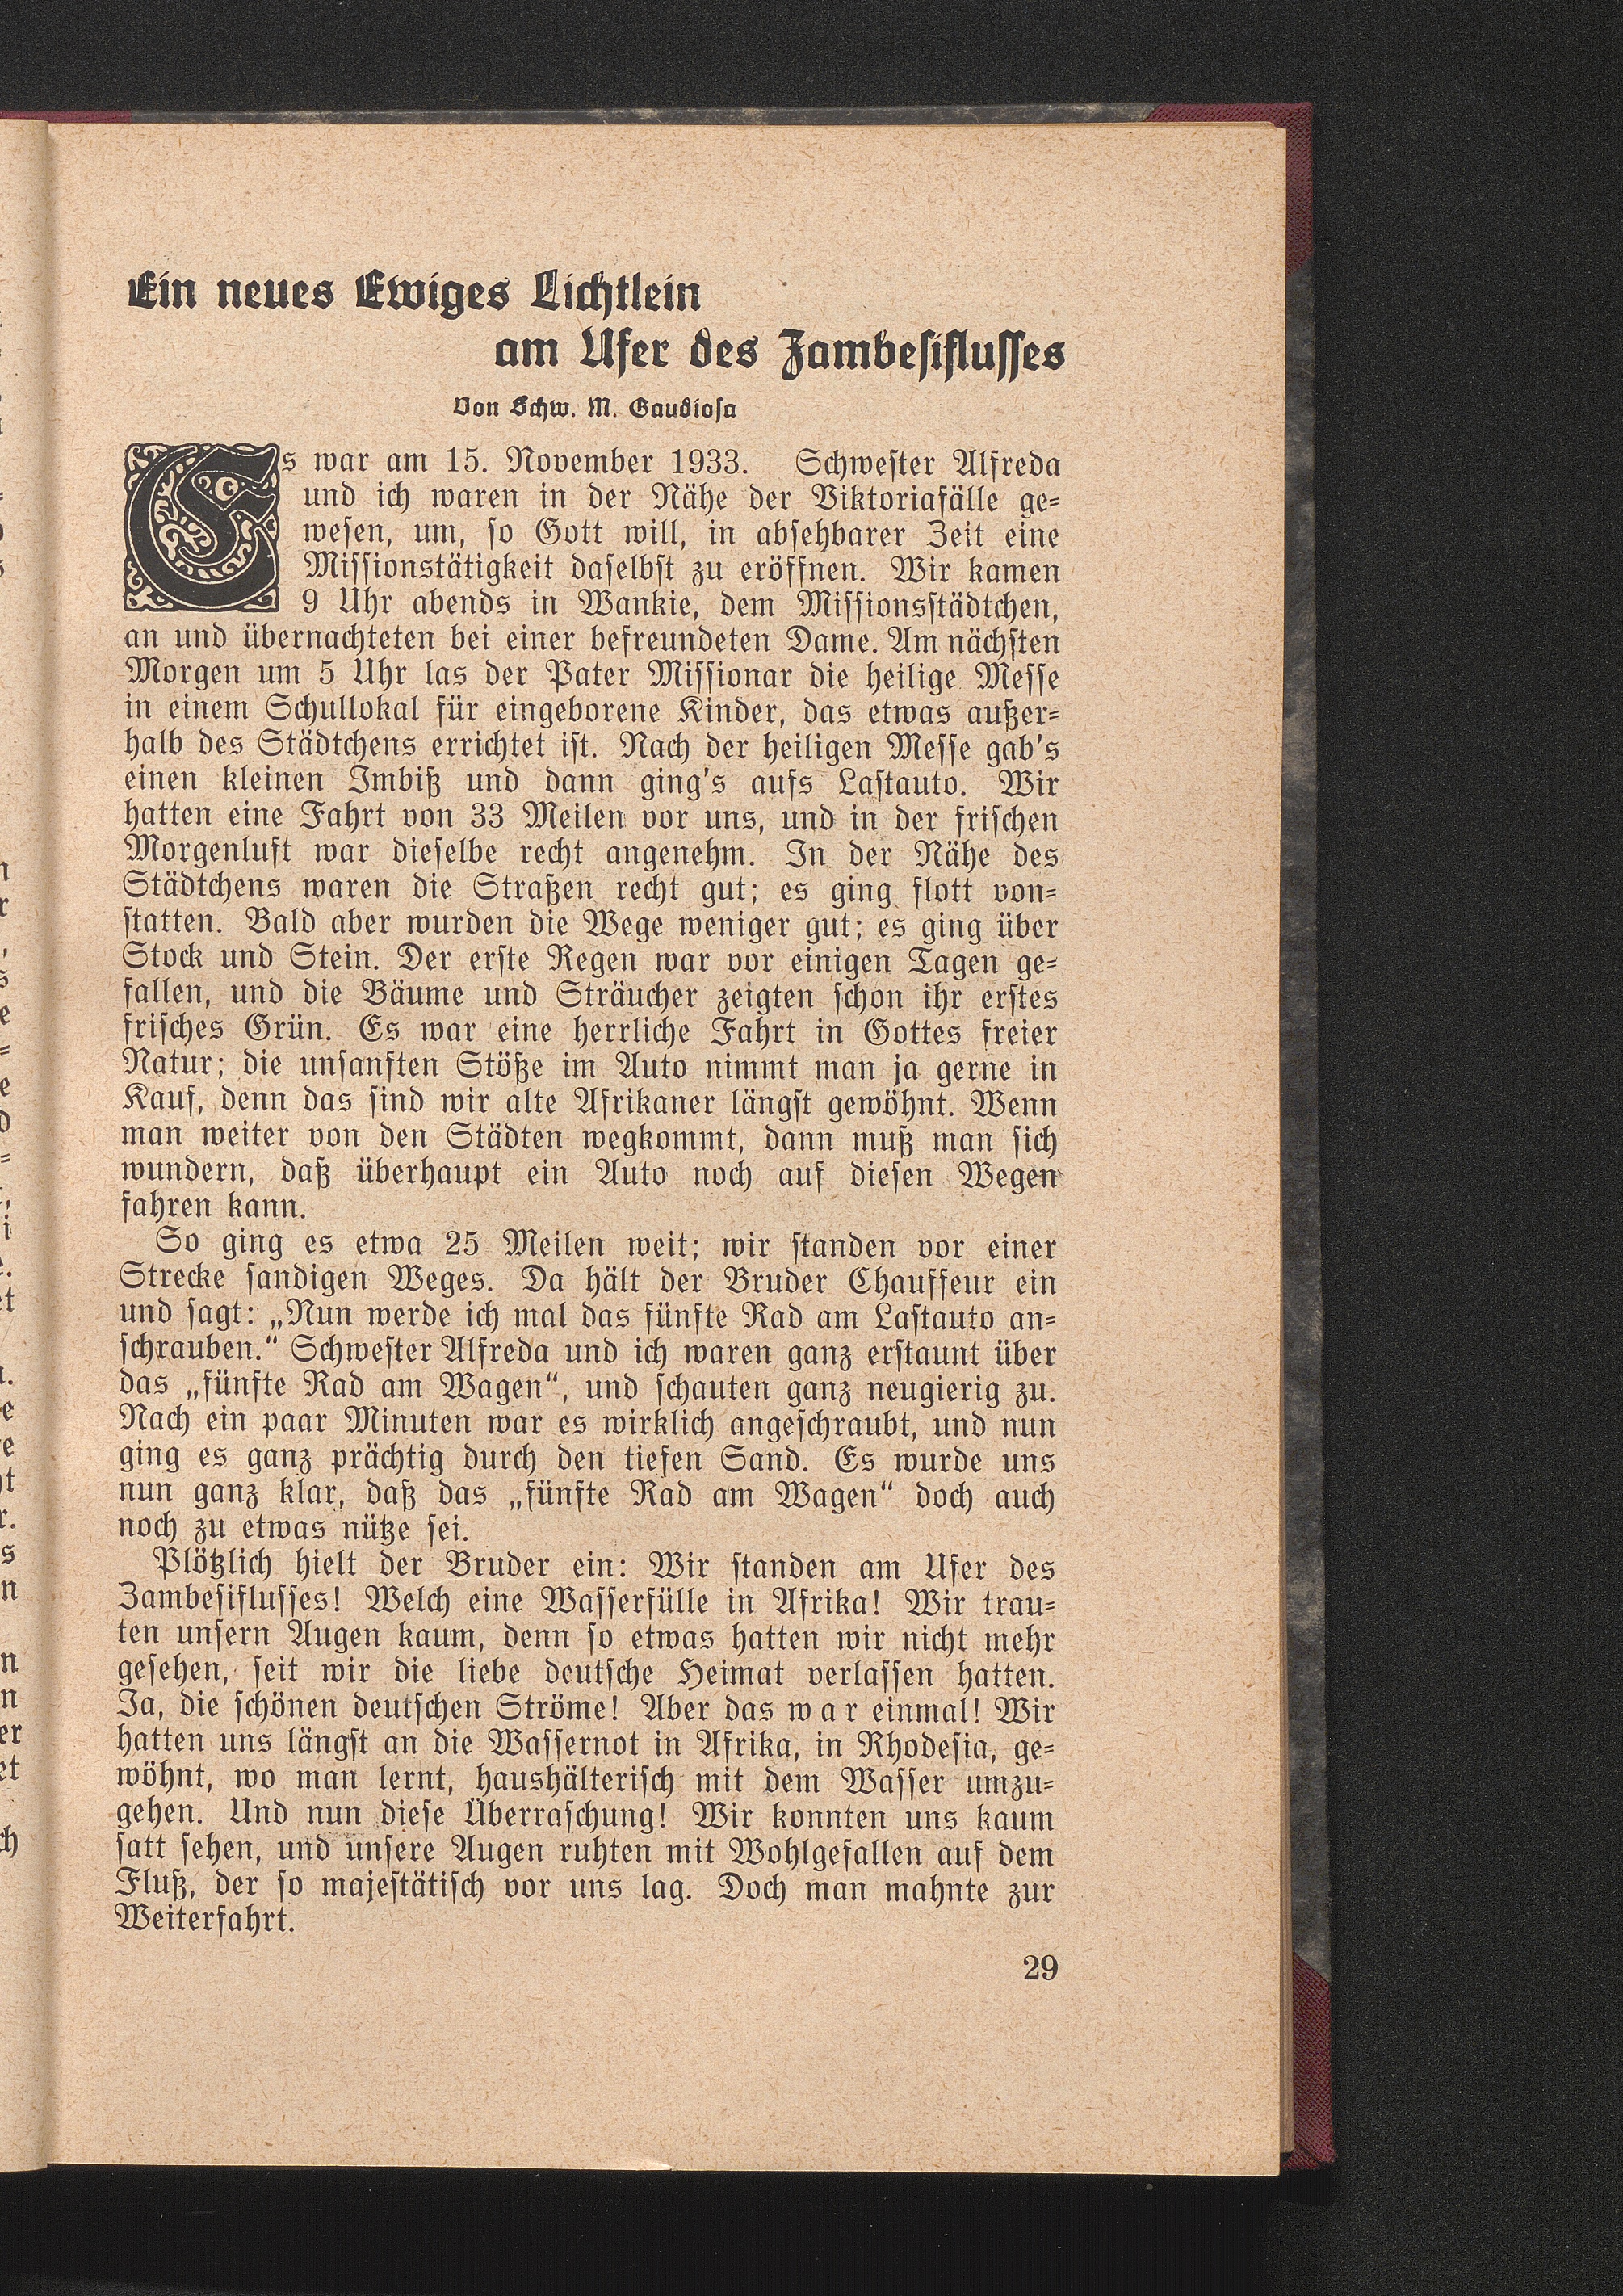 Ein neues Ewiges Lichtlein
am Ufer des Zambesiflusses
Von Schw. M. Gaudiosa
Es war am 15. November 1933. Schwester Alfreda
und ich waren in der Nähe der Viktoriafälle ge-
wesen, um, so Gott will, in absehbarer Zeit eine
Missionstätigkeit daselbst zu eröffnen. Wir kamen
9 Uhr abends in Wankie, dem Missionsstädtchen,
an und übernachteten bei einer befreundeten Dame. Am nächsten
Morgen um 5 Uhr las der Pater Missionar die heilige Messe
in einem Schullokal für eingeborene Kinder, das etwas außer-
halb des Städtchens errichtet ist. Nach der heiligen Messe gab's
einen kleinen Imbiß und dann ging's aufs Lastauto. Wir
hatten eine Fahrt von 33 Meilen vor uns, und in der frischen
Morgenluft war dieselbe recht angenehm. In der Nähe des
Städtchens waren die Straßen recht gut; es ging flott von-
statten. Bald aber wurden die Wege weniger gut; es ging über
Stock und Stein. Der erste Regen war vor einigen Tagen ge-
fallen, und die Bäume und Sträucher zeigten schon ihr erstes
frisches Grün. Es war eine herrliche Fahrt in Gottes freier
Natur; die unsanften Stöße im Auto nimmt man ja gerne in
Kauf, denn das sind wir alte Afrikaner längst gewöhnt. Wenn
man weiter von den Städten wegkommt, dann muß man sich
wundern, daß überhaupt ein Auto noch auf diesen Wegen
fahren kann.
So ging es etwa 25 Meilen weit; wir standen vor einer
Strecke sandigen Weges. Da hält der Bruder Chauffeur ein
und sagt: „Nun werde ich mal das fünfte Rad am Lastauto an-
schrauben.“ Schwester Alfreda und ich waren ganz erstaunt über
das „fünfte Rad am Wagen“, und schauten ganz neugierig zu.
Nach ein paar Minuten war es wirklich angeschraubt, und nun
ging es ganz prächtig durch den tiefen Sand. Es wurde uns
nun ganz klar, daß das „fünfte Rad am Wagen“ doch auch
noch zu etwas nütze sei.
Plötzlich hielt der Bruder ein: Wir standen am Ufer des
Zambesiflusses! Welch eine Wasserfülle in Afrika! Wir trau-
ten unsern Augen kaum, denn so etwas hatten wir nicht mehr
gesehen, seit wir die liebe deutsche Heimat verlassen hatten.
Ja, die schönen deutschen Ströme! Aber das war einmal! Wir
hatten uns längst an die Wassernot in Afrika, in Rhodesia, ge-
wöhnt, wo man lernt, haushälterisch mit dem Wasser umzu-
gehen. Und nun diese Überraschung! Wir konnten uns kaum
satt sehen, und unsere Augen ruhten mit Wohlgefallen auf dem
Fluß, der so majestätisch vor uns lag. Doch man mahnte zur
Weiterfahrt.
29